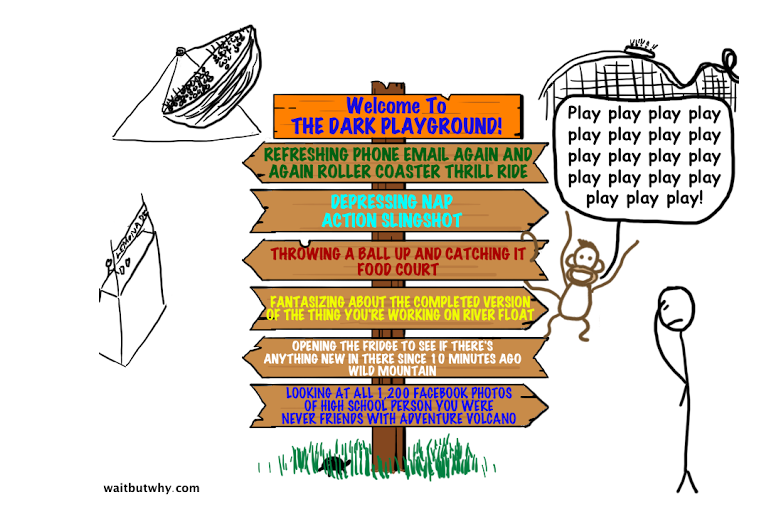 Welcome To
THE DARK PLAYGROUND!
Play play play play
play play play play
play play play play
play play play play
play play play!
REFRESHING PHONE EMAIL AGAIN AND
AGAIN ROLLER COASTER THRILL RIDE
DEPRESSING NAP
ACTION SLINGSHOT
LEMONADE
THROWING A BALL UP AND CATCHING IT
FOOD COURT
FANTASIZING ABOUT THE COMPLETED VERSION
OF THE THING YOU'RE WORKING ON RIVER FLOAT
OPENING THE FRIDGE TO SEE IF THERE'S
ANYTHING NEW IN THERE SINCE 10 MINUTES AGO
WILD MOUNTAIN
LOOKING AT ALL 1,200 FACEBOOK PHOTOS
OF HIGH SCHOOL PERSON YOU WERE
NEVER FRIENDS WITH ADVENTURE VOLCANO
waitbutwhy.com